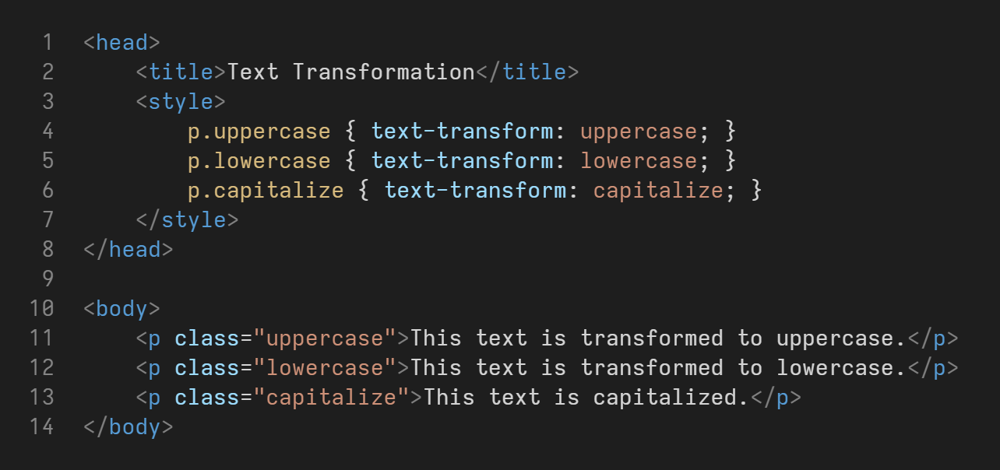 1 <head>
2     <title>Text Transformation</title>
3     <style>
4         p.uppercase { text-transform: uppercase; }
5         p.lowercase { text-transform: lowercase; }
6         p.capitalize { text-transform: capitalize; }
7     </style>
8 </head>
9
10 <body>
11     <p class="uppercase">This text is transformed to uppercase.</p>
12     <p class="lowercase">This text is transformed to lowercase.</p>
13     <p class="capitalize">This text is capitalized.</p>
14 </body>